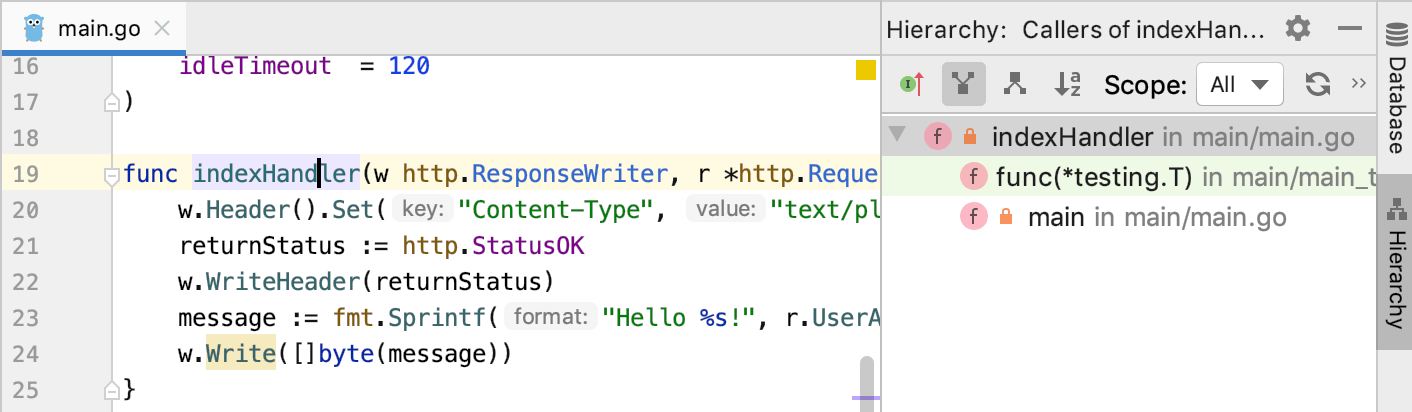 main.go
16 idleTimeout = 120
17 )
18
19 func indexHandler(w http.ResponseWriter, r *http.Reque
20 w.Header().Set( key: "Content-Type", value: "text/pl
21 returnStatus := http.StatusOK
22 w.WriteHeader(returnStatus)
23 message := fmt.Sprintf( format: "Hello %s!", r.UserA
24 w.Write([]byte(message))
25 }
Hierarchy: Callers of indexHan...
Scope: All
f indexHandler in main/main.go
f func(*testing.T) in main/main_t
f main in main/main.go
Database
Hierarchy